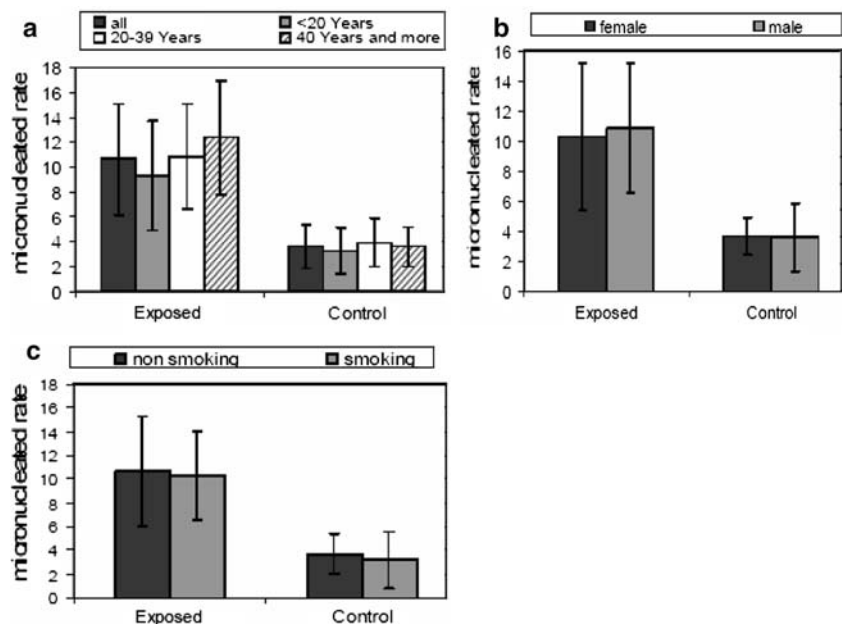 a
all <20 Years
20-39 Years 40 Years and more
micronucleated rate
18
16
14
12
10
8
6
4
2
0
Exposed Control
b
female male
micronucleated rate
16
14
12
10
8
6
4
2
0
Exposed Control
c
non smoking smoking
micronucleated rate
18
16
14
12
10
8
6
4
2
0
Exposed Control